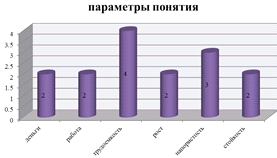 параметры понятия
4
3.5
3
2.5
2
1.5
1
0.5
0
2
2
4
2
3
2
деньги
работа
трудоемкость
рост
напористость
стойкость